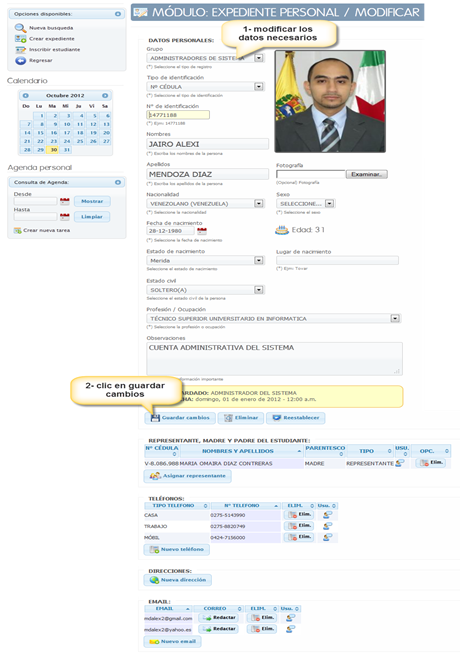 Opciones disponibles:
Nueva busqueda
Crear expediente
Inscribir estudiante
Regresar
Calendario
Octubre 2012
Do Lu Ma Mi Ju Vi Sa
1 2 3 4 5 6
7 8 9 10 11 12 13
14 15 16 17 18 19 20
21 22 23 24 25 26 27
28 29 30 31
Agenda personal
Consulta de Agenda:
Desde
Mostrar
Hasta
Limpiar
Crear nueva tarea
MÓDULO: EXPEDIENTE PERSONAL / MODIFICAR
1- modificar los
datos necesarios
DATOS PERSONALES:
Grupo
ADMINISTRADORES DE SISTEMA
(*) Seleccione el tipo de registro
Tipo de identificación
Nº CÉDULA
(*) Seleccione el tipo de identificación
Nº de identificación
14771188
(*) Ejm: 14771188
Nombres
JAIRO ALEXI
(*) Escriba los nombres de la persona
Apellidos
MENDOZA DIAZ
(*) Escriba los apellidos de la persona
Fotografía
Examinar..
(Optional) Fotografía
Nacionalidad
VENEZOLANO (VENEZUELA)
(*) Seleccione la nacionalidad
Sexo
SELECCIONE...
(*) Seleccione el sexo
Fecha de nacimiento
28-12-1980
(*) Seleccione la fecha de nacimiento
Edad 31
Estado de nacimiento
Merida
Seleccione el estado de nacimiento
Lugar de nacimiento
(*) Ejm: Tovar
Estado civil
SOLTERO(A)
Seleccione el estado civil de la persona
Profesión / Ocupación
TÉCNICO SUPERIOR UNIVERSITARIO EN INFORMATICA
(*) Seleccione la profesión o ocupación
Observaciones
CUENTA ADMINISTRATIVA DEL SISTEMA
información importante
2- clic en guardar
cambios
GUARDADO: ADMINISTRADOR DEL SISTEMA
domingo, 01 de enero de 2012 - 12:00 a.m.
Guardar cambios
Eliminar
Reestablecer
REPRESENTANTE, MADRE Y PADRE DEL ESTUDIANTE:
Nº CÉDULA NOMBRES Y APELLIDOS PARENTESCO TIPO USU. OPC.
V-8.086.988 MARIA OMAIRA DIAZ CONTRERAS MADRE REPRESENTANTE Elim.
Asignar representante
TELÉFONOS:
TIPO TELEFONO Nº TELEFONO ELIM. Usu.
CASA 0275-5143990 Elim.
TRABAJO 0275-8820749 Elim.
MÓBIL 0424-7156000 Elim.
Nuevo teléfono
DIRECCIONES:
Nueva dirección
EMAIL:
EMAIL CORREO ELIM. Usu.
mdalex2@gmail.com Redactar Elim.
mdalex2@yahoo.es Redactar Elim.
Nuevo email